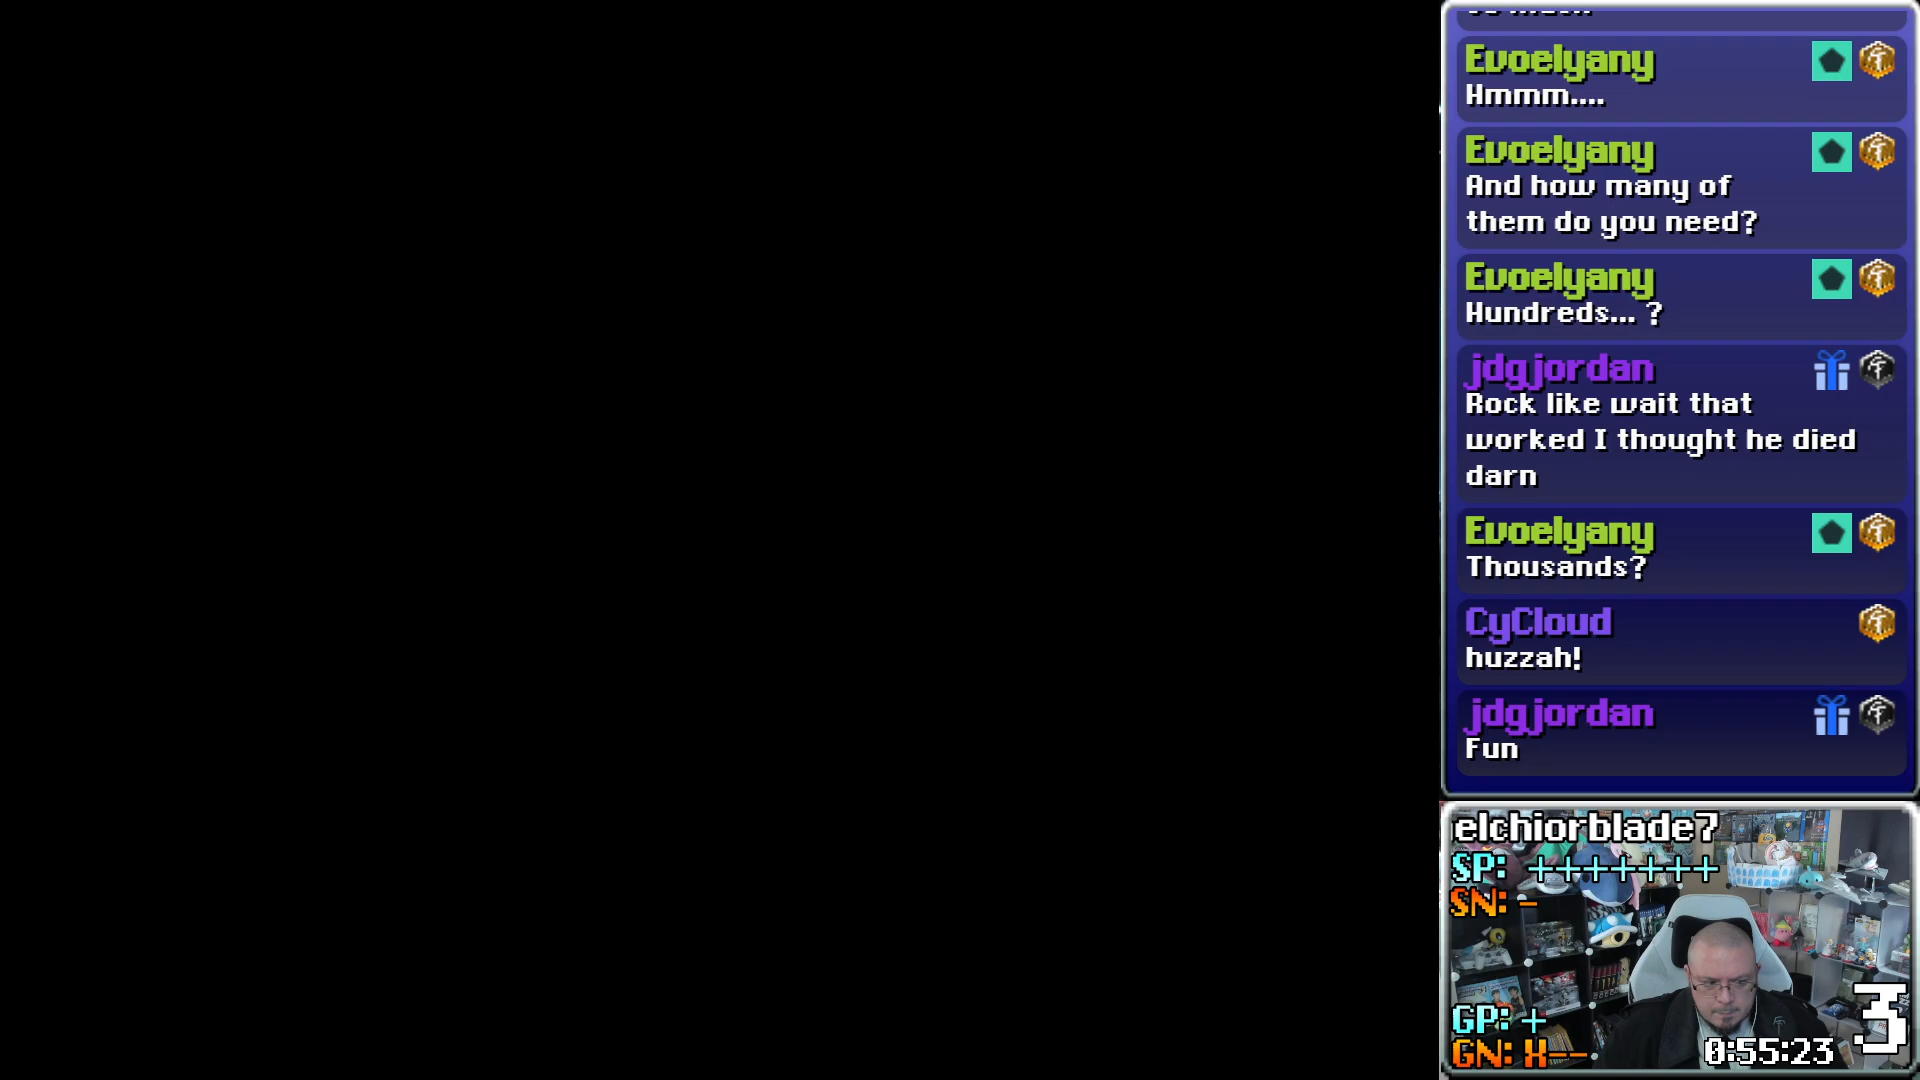 Evoelyany
Hmmm....
Evoelyany
And how many of
them do you need?
Evoelyany
Hundreds... ?
jdgjordan
Rock like wait that
worked I thought he died
darn
Evoelyany
Thousands?
CyCloud
huzzah!
jdgjordan
Fun
elchiorblade7
SP: +++++++
SN: -
GP: +
GN: X--
3
0:55:23